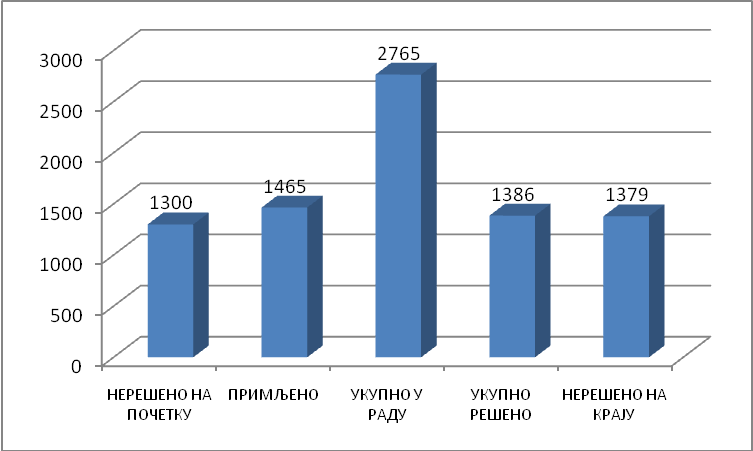 3000
2500
2000
1500
1000
500
0
1300
1465
2765
1386
1379
НЕРЕШЕНО НА
ПОЧЕТКУ
ПРИМЉЕНО
УКУПНО У
РАДУ
УКУПНО
РЕШЕНО
НЕРЕШЕНО НА
КРАЈУ